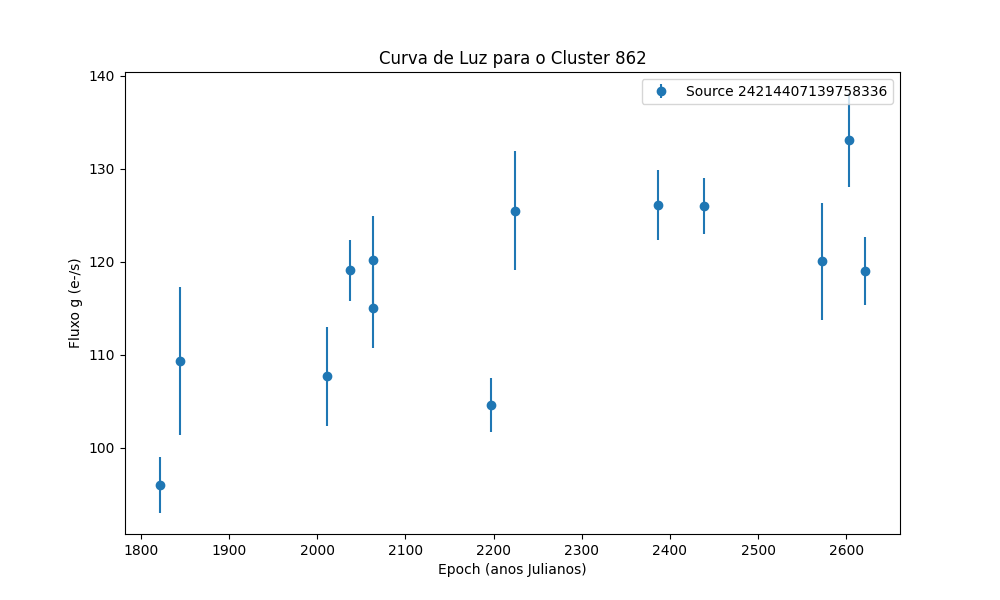 Curva de Luz para o Cluster 862
Source 24214407139758336
Fluxo g (e-/s)
140
130
120
110
100
1800 1900 2000 2100 2200 2300 2400 2500 2600
Epoch (anos Julianos)